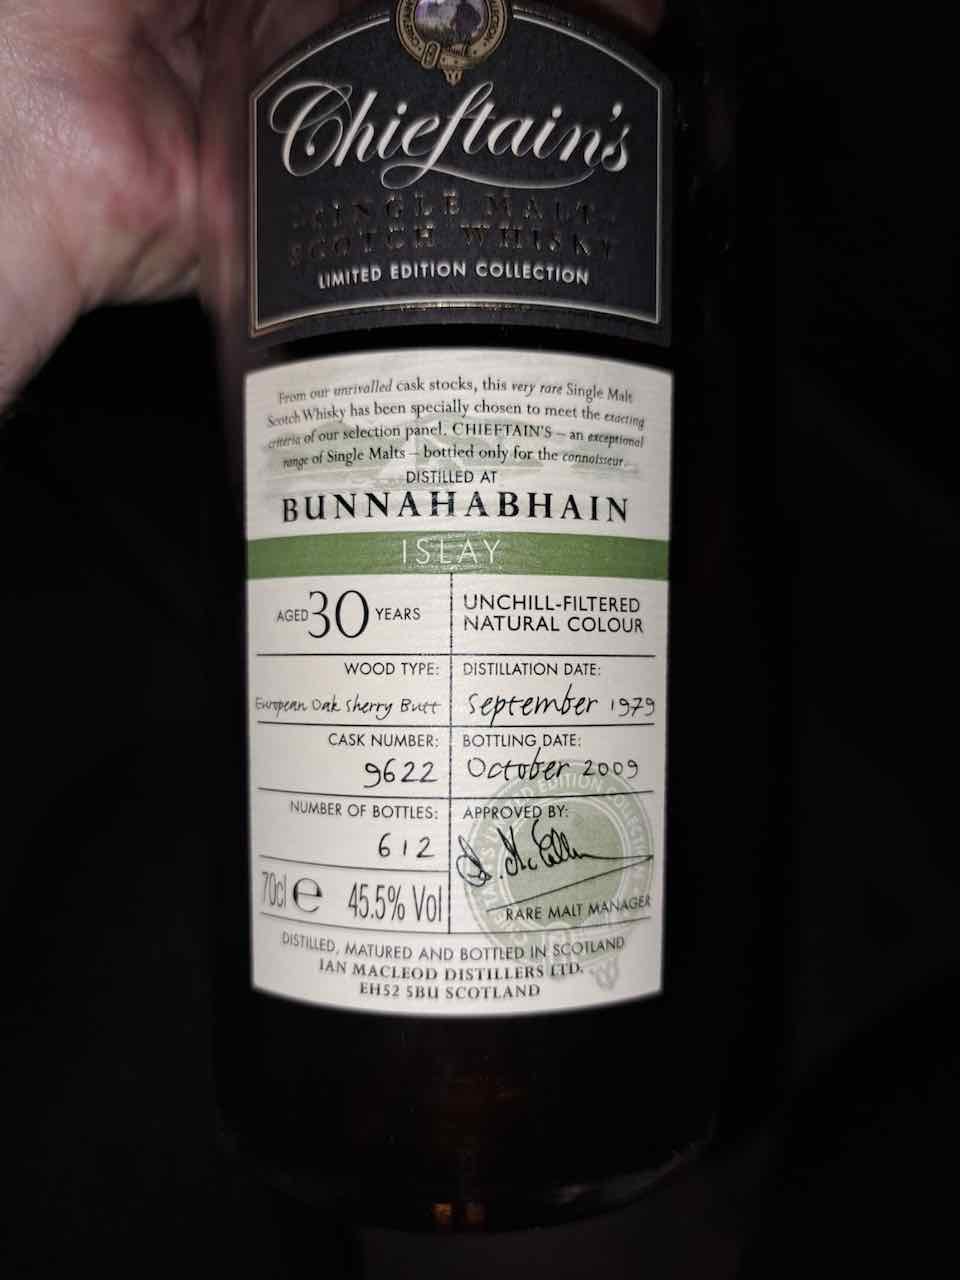 Chieftain's
SINGLE MALT
SCOTCH WHISKY
LIMITED EDITION COLLECTION
From our unrivalled cask stocks, this very rare Single Malt
Scotch Whisky has been specially chosen to meet the exacting
criteria of our selection panel. CHIEFTAIN'S – an exceptional
range of Single Malts – bottled only for the connoisseur.
DISTILLED AT
BUNNAHABHAIN
ISLAY
AGED 30 YEARS
UNCHILL-FILTERED
NATURAL COLOUR
WOOD TYPE:
European Oak Sherry Butt
DISTILLATION DATE:
September 1979
CASK NUMBER:
9622
BOTTLING DATE:
October 2009
NUMBER OF BOTTLES:
612
APPROVED BY:
RARE MALT MANAGER
70cl e 45.5% Vol
DISTILLED, MATURED AND BOTTLED IN SCOTLAND
IAN MACLEOD DISTILLERS LTD.
EH52 5BU SCOTLAND